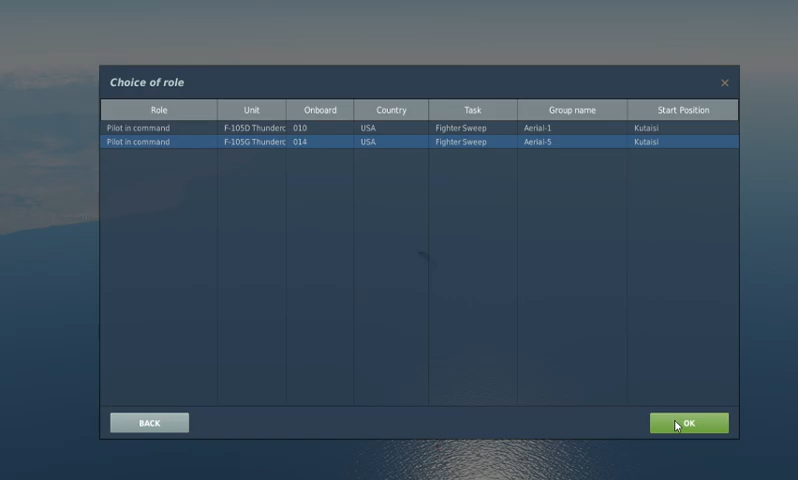 Choice of role
Role Unit Onboard Country Task Group name Start Position
Pilot in command F-105D Thunderc 010 USA Fighter Sweep Aerial-1 Kutaisi
Pilot in command F-105G Thunderc 014 USA Fighter Sweep Aerial-5 Kutaisi
BACK OK